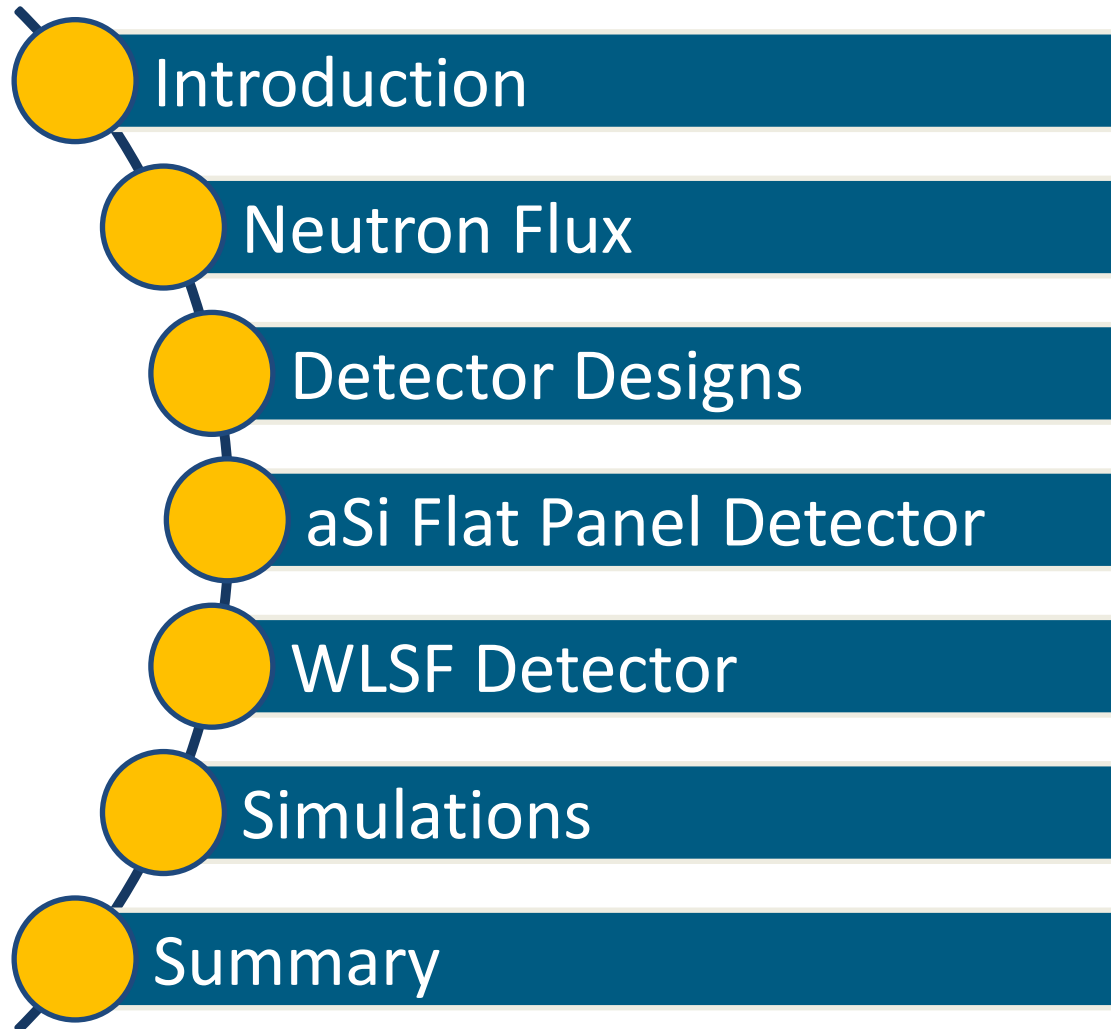 Introduction
Neutron Flux
Detector Designs
aSi Flat Panel Detector
WLSF Detector
Simulations
Summary